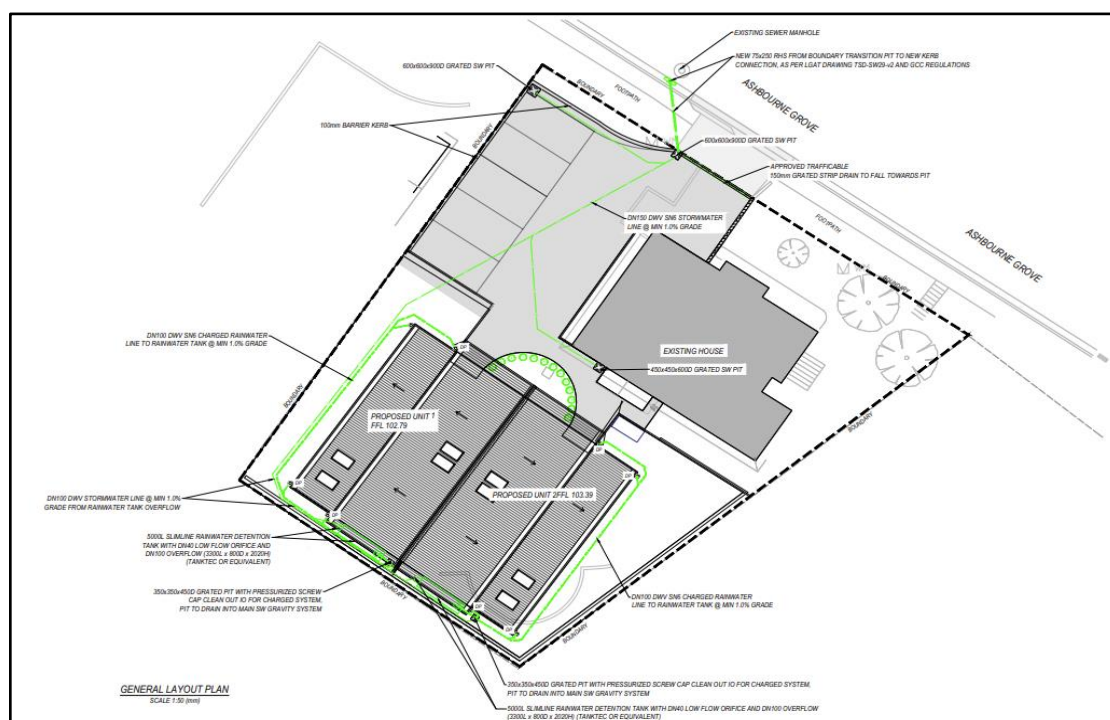 EXISTING SEWER MANHOLE
NEW 75x250 RHS FROM BOUNDARY TRANSITION PIT TO NEW KERB
CONNECTION, AS PER LGAT DRAWING TSD-SW29-v2 AND GCC REGULATIONS
600x600x900D GRATED SW PIT
BOUNDARY
FOOTPATH
ASHBOURNE GROVE
100mm BARRIER KERB
BOUNDARY
600x600x900D GRATED SW PIT
APPROVED TRAFFICABLE
150mm GRATED STRIP DRAIN TO FALL TOWARDS PIT
DN150 DWV SN6 STORMWATER
LINE @ MIN 1.0% GRADE
FOOTPATH
ASHBOURNE GROVE
BOUNDARY
DN100 DWV SN6 CHARGED RAINWATER
LINE TO RAINWATER TANK @ MIN 1.0% GRADE
DP
EXISTING HOUSE
450x450x600D GRATED SW PIT
BOUNDARY
PROPOSED UNIT 1
FFL 102.79
BOUNDARY
DP
DP
PROPOSED UNIT 2FFL 103.39
DP
DN100 DWV STORMWATER LINE @ MIN 1.0%
GRADE FROM RAINWATER TANK OVERFLOW
DP
5000L SLIMLINE RAINWATER DETENTION
TANK WITH DN40 LOW FLOW ORIFICE AND
DN100 OVERFLOW (3300L x 800D x 2020H)
(TANKTEC OR EQUIVALENT)
350x350x450D GRATED PIT WITH PRESSURIZED SCREW
CAP CLEAN OUT IO FOR CHARGED SYSTEM,
PIT TO DRAIN INTO MAIN SW GRAVITY SYSTEM
BOUNDARY
DP
DP
DN100 DWV SN6 CHARGED RAINWATER
LINE TO RAINWATER TANK @ MIN 1.0% GRADE
BOUNDARY
GENERAL LAYOUT PLAN
SCALE 1:50 (mm)
350x350x450D GRATED PIT WITH PRESSURIZED SCREW CAP CLEAN OUT IO FOR CHARGED SYSTEM,
PIT TO DRAIN INTO MAIN SW GRAVITY SYSTEM
5000L SLIMLINE RAINWATER DETENTION TANK WITH DN40 LOW FLOW ORIFICE AND DN100 OVERFLOW
(3300L x 800D x 2020H) (TANKTEC OR EQUIVALENT)